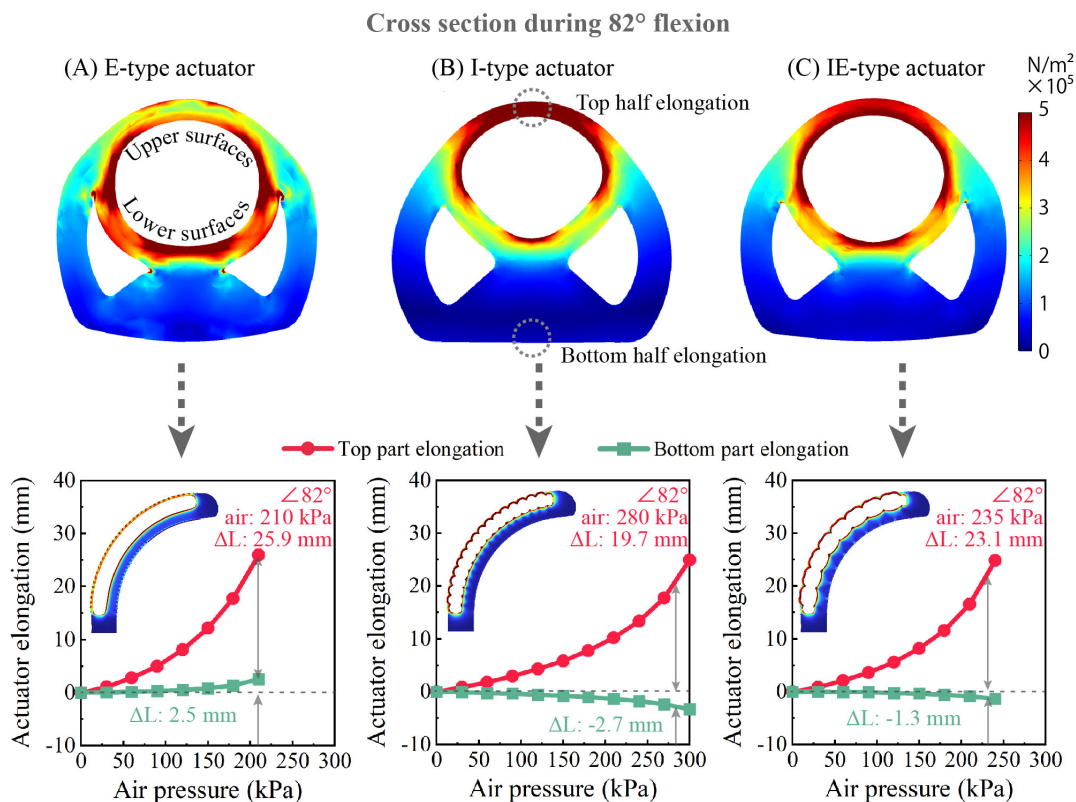 Cross section during 82° flexion
(A) E-type actuator
(B) I-type actuator
(C) IE-type actuator
N/m²
×10⁵
Upper surfaces
Lower surfaces
Top half elongation
Bottom half elongation
5
4
3
2
1
0
Top part elongation
Bottom part elongation
Actuator elongation (mm)
40
30
20
10
0
-10
∠82°
air: 210 kPa
ΔL: 25.9 mm
ΔL: 2.5 mm
0 50 100 150 200 250 300
Air pressure (kPa)
Actuator elongation (mm)
40
30
20
10
0
-10
∠82°
air: 280 kPa
ΔL: 19.7 mm
ΔL: -2.7 mm
0 50 100 150 200 250 300
Air pressure (kPa)
Actuator elongation (mm)
40
30
20
10
0
-10
∠82°
air: 235 kPa
ΔL: 23.1 mm
ΔL: -1.3 mm
0 50 100 150 200 250 300
Air pressure (kPa)